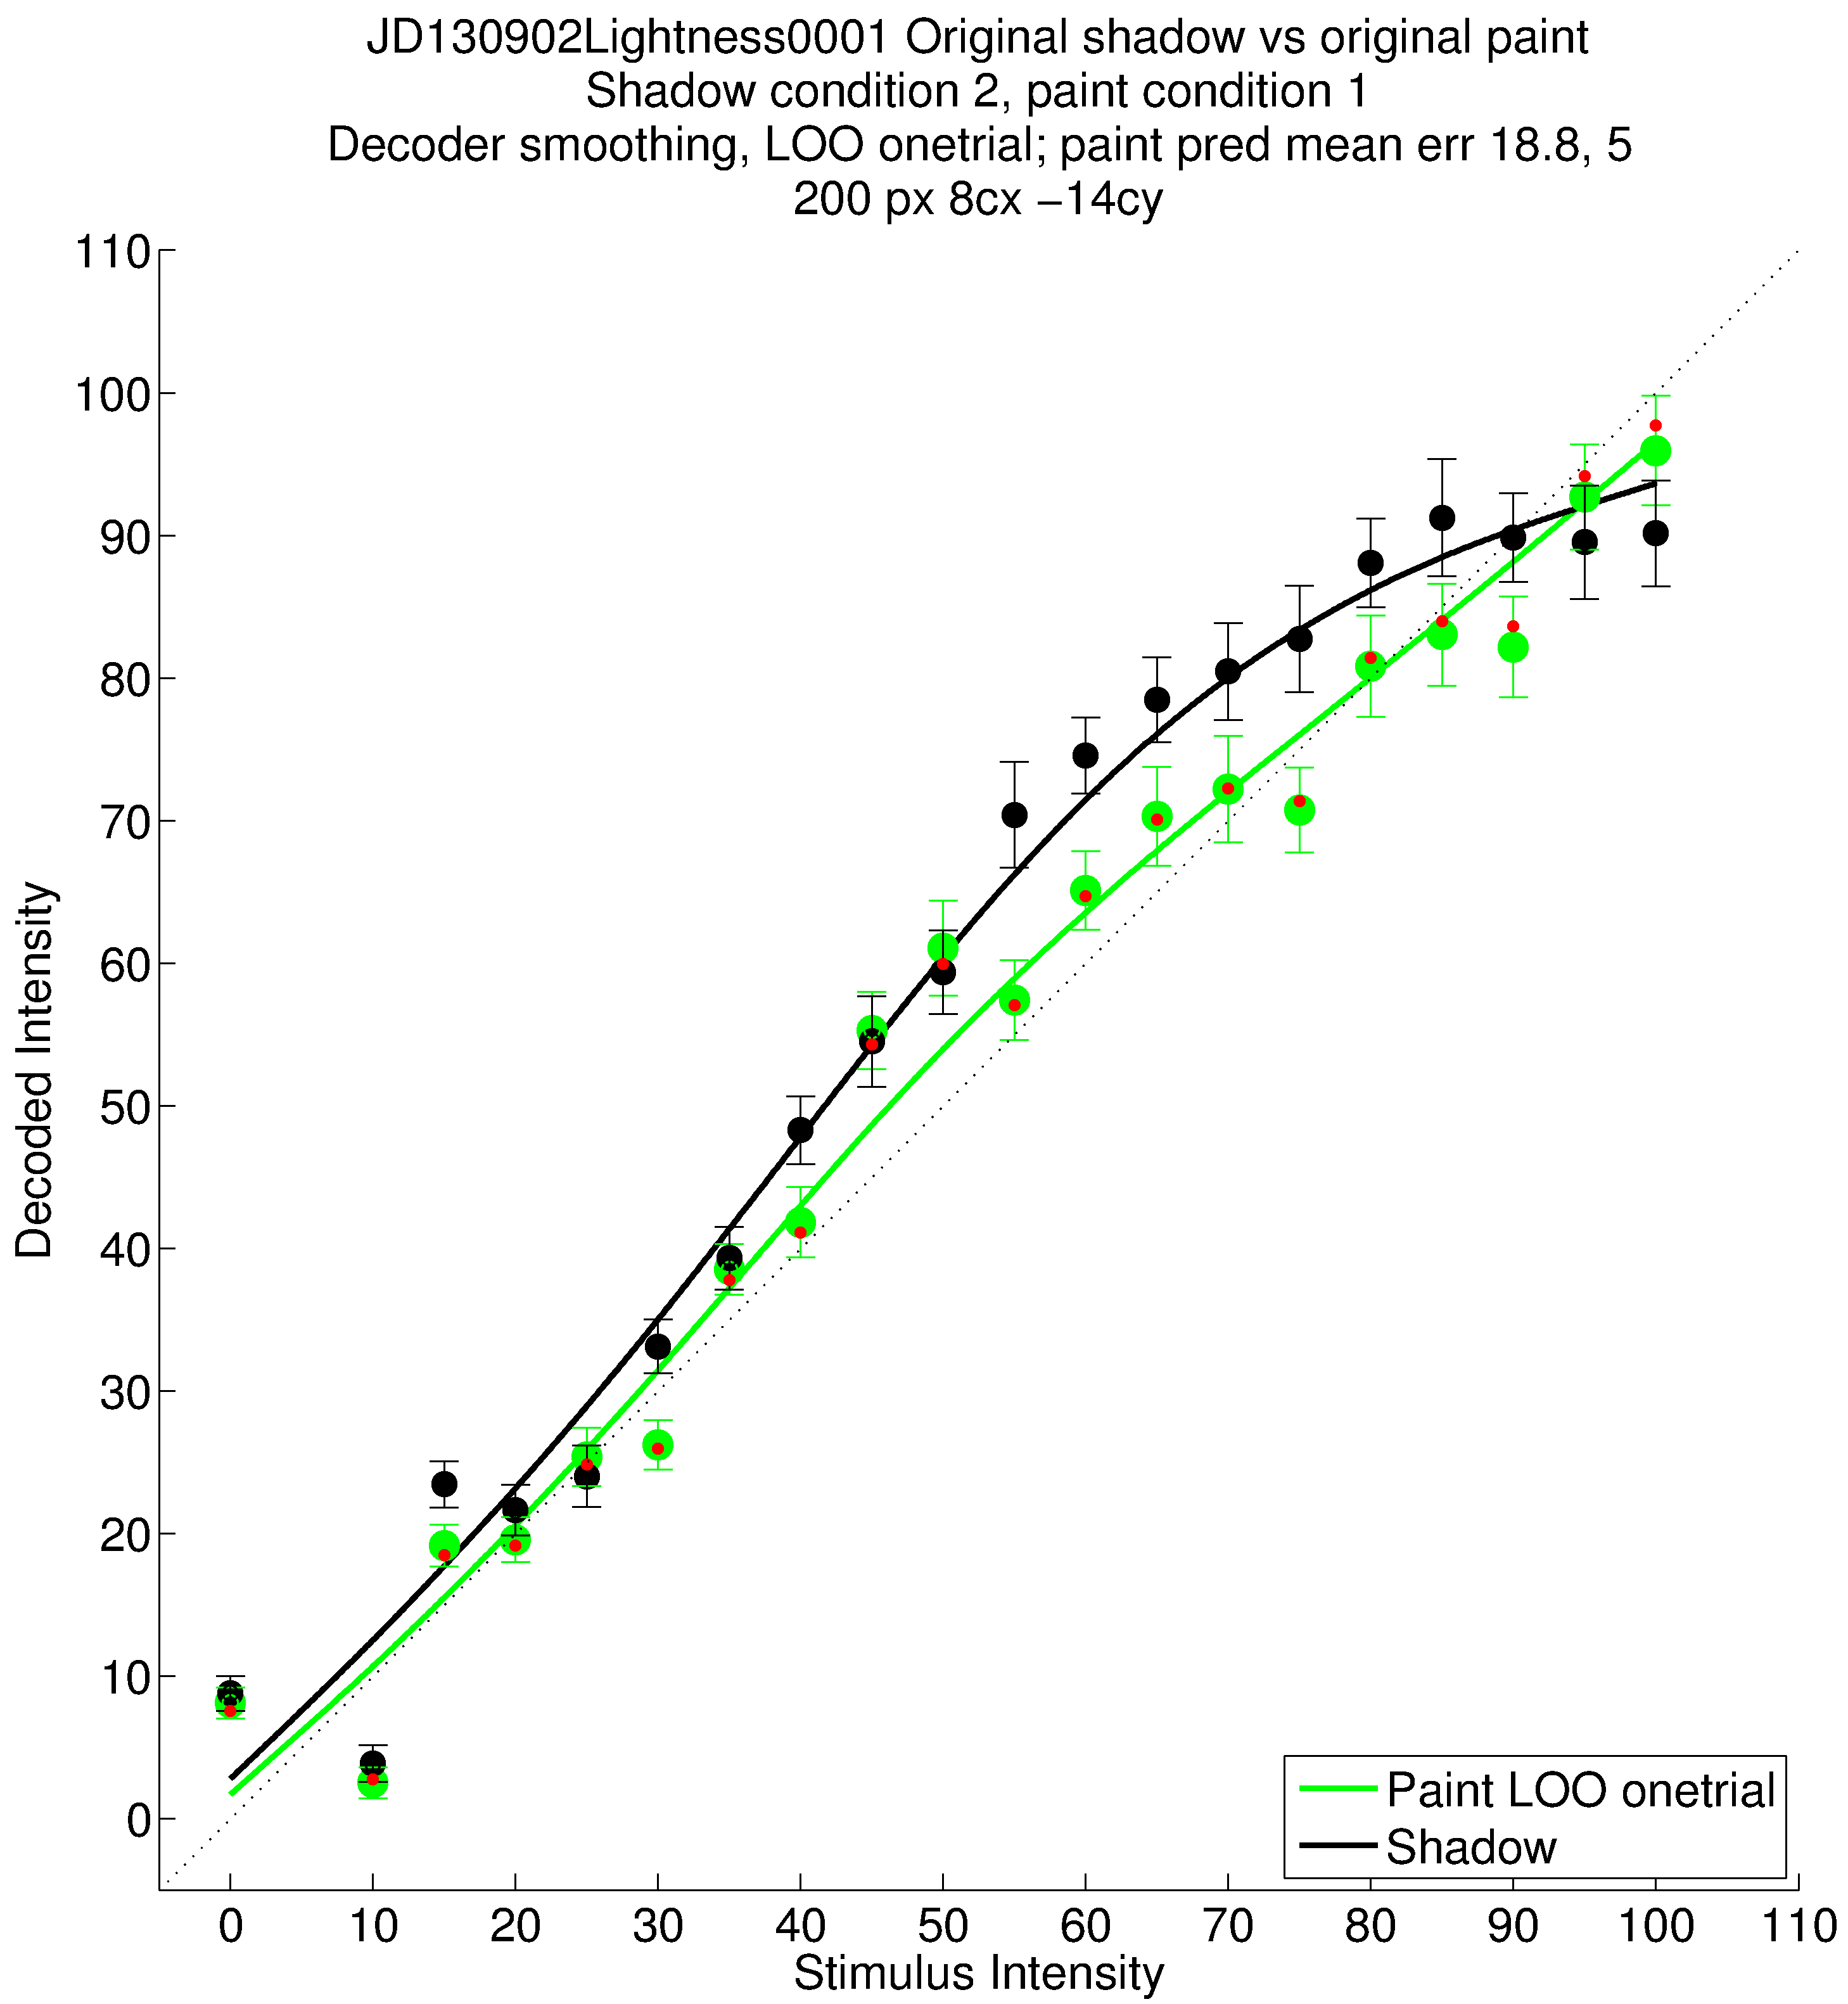 JD130902Lightness0001 Original shadow vs original paint
Shadow condition 2, paint condition 1
Decoder smoothing, LOO onetrial; paint pred mean err 18.8, 5
200 px 8cx −14cy
110
100
90
80
70
60
50
40
30
20
10
0
Decoded Intensity
Paint LOO onetrial
Shadow
0 10 20 30 40 50 60 70 80 90 100 110
Stimulus Intensity